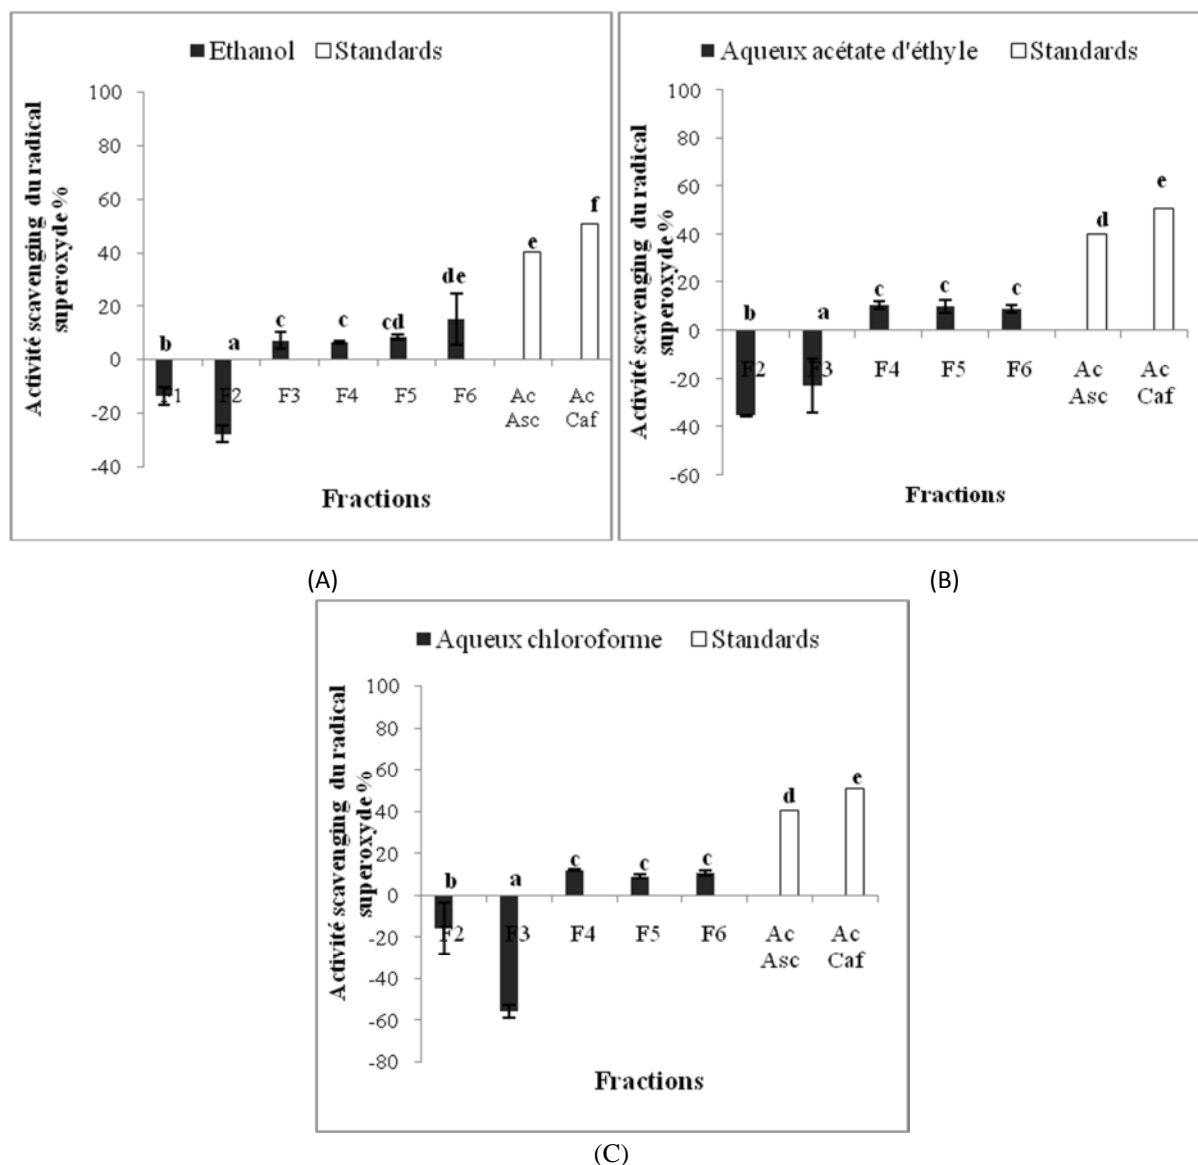 Ethanol Standards
Activité scavenging du radical
superoxyde %
100
80
60
40
20
0
-20
-40
b
a
c
c
cd
de
e
f
F1
F2
F3
F4
F5
F6
Ac
Asc
Ac
Caf
Fractions
(A)
Aqueux acétate d'éthyle Standards
Activité scavenging du radical
superoxyde %
100
80
60
40
20
0
-20
-40
-60
b
a
c
c
c
d
e
F2
F3
F4
F5
F6
Ac
Asc
Ac
Caf
Fractions
(B)
Aqueux chloroforme Standards
Activité scavenging du radical
superoxyde %
100
80
60
40
20
0
-20
-40
-60
-80
b
a
c
c
c
d
e
F2
F3
F4
F5
F6
Ac
Asc
Ac
Caf
Fractions
(C)